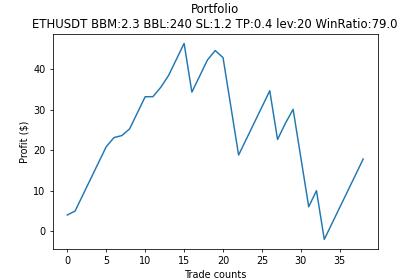 Portfolio
ETHUSDT BBM:2.3 BBL:240 SL:1.2 TP:0.4 lev:20 WinRatio:79.0
Profit ($)
40
30
20
10
0
0 5 10 15 20 25 30 35
Trade counts